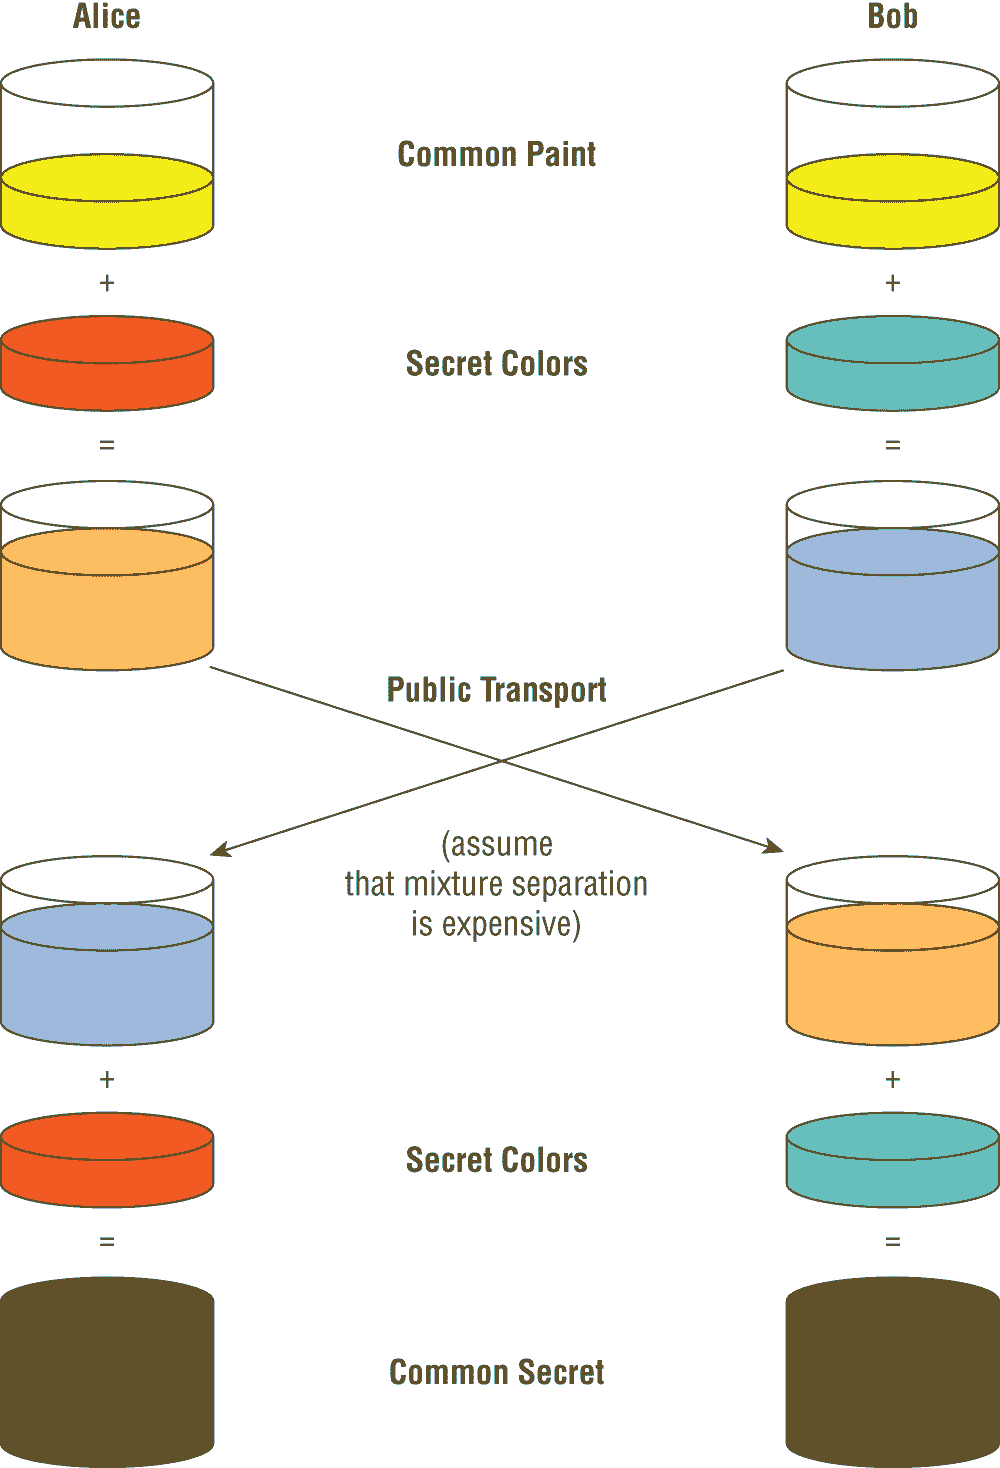 Alice
Bob
Common Paint
+
+
Secret Colors
=
=
Public Transport
(assume
that mixture separation
is expensive)
+
+
Secret Colors
=
=
Common Secret